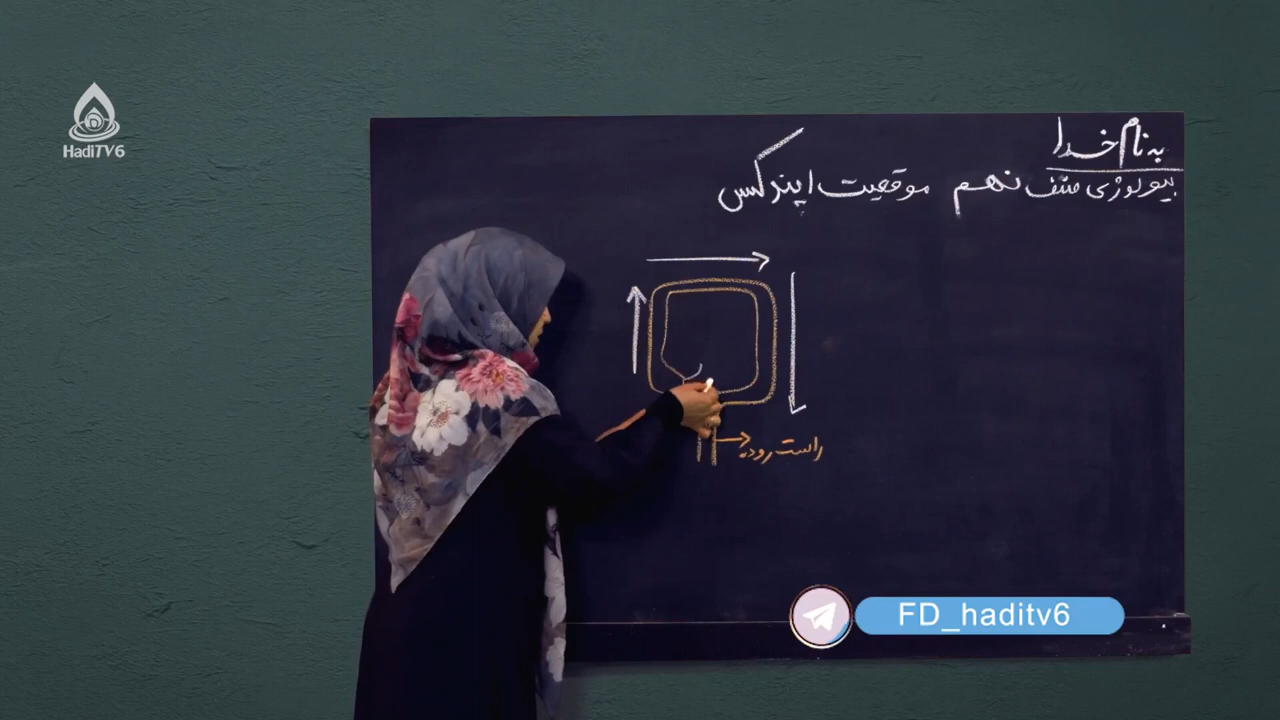 به نام خدا
بیولوژی صنف نهم موقعیت اپندکس
راست روده
HadiTV6
FD_haditv6